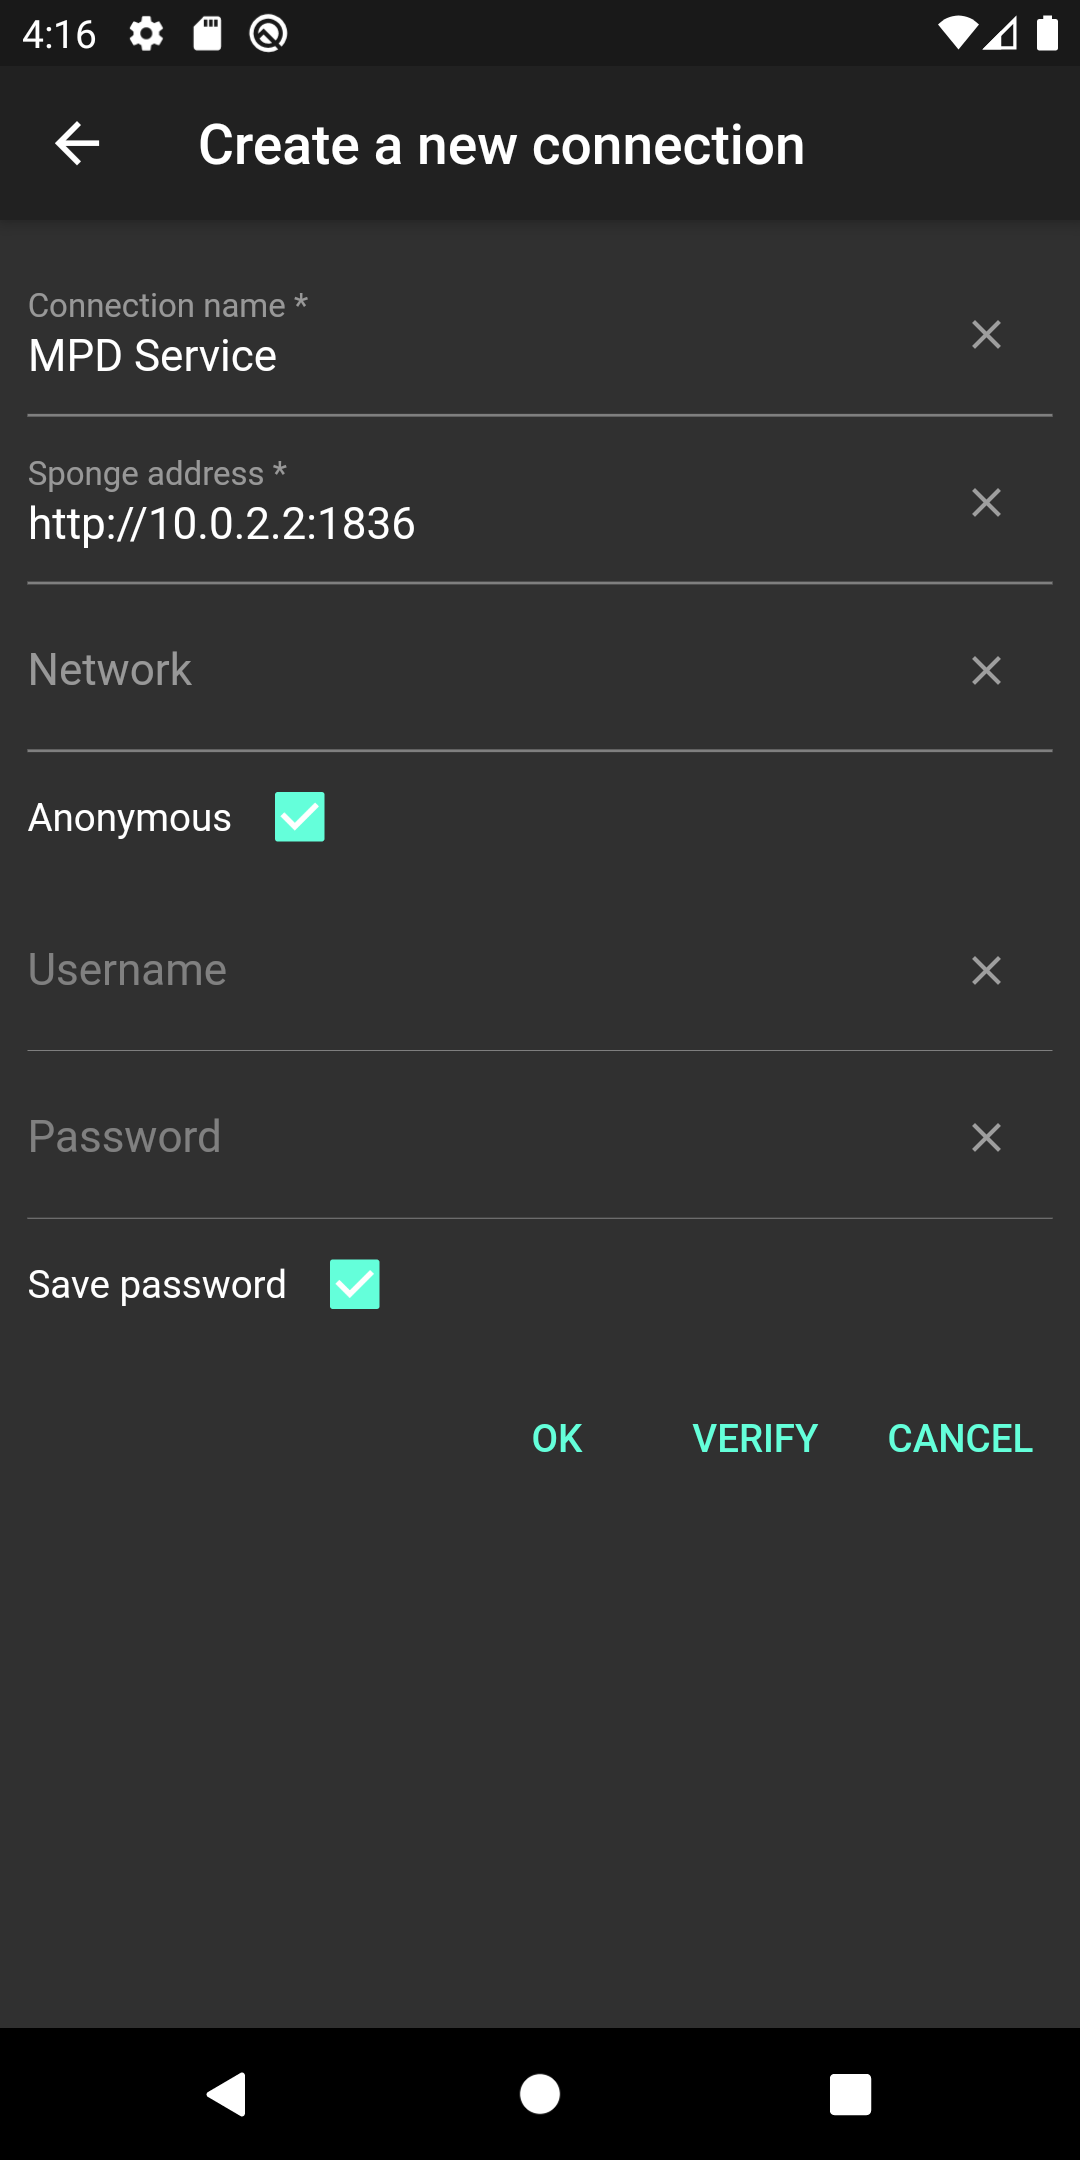 4:16
Create a new connection
Connection name *
MPD Service
Sponge address *
http://10.0.2.2:1836
Network
Anonymous
Username
Password
Save password
OK VERIFY CANCEL